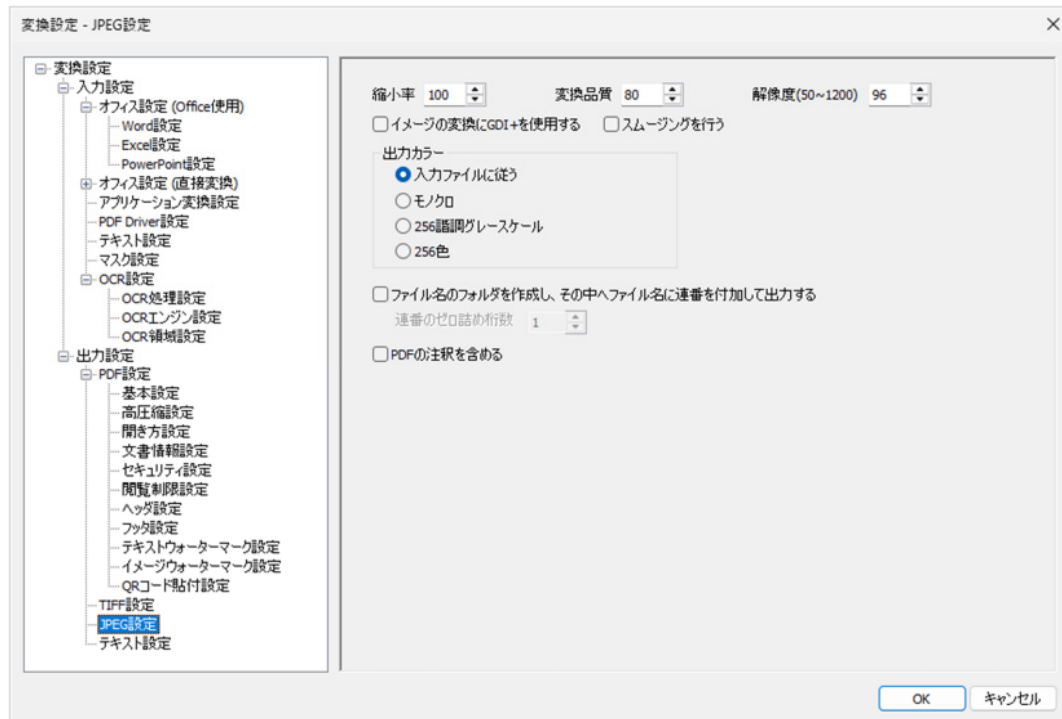 変換設定 - JPEG設定
変換設定
入力設定
オフィス設定 (Office使用)
Word設定
Excel設定
PowerPoint設定
オフィス設定 (直接変換)
アプリケーション変換設定
PDF Driver設定
テキスト設定
マスク設定
OCR設定
OCR処理設定
OCRエンジン設定
OCR領域設定
出力設定
PDF設定
基本設定
高圧縮設定
開き方設定
文書情報設定
セキュリティ設定
閲覧制限設定
ヘッダ設定
フッタ設定
テキストウォーターマーク設定
イメージウォーターマーク設定
QRコード貼付設定
TIFF設定
JPEG設定
テキスト設定
縮小率 100 変換品質 80 解像度(50~1200) 96
イメージの変換にGDI+を使用する スムージングを行う
出力カラー
入力ファイルに従う
モノクロ
256諧調グレースケール
256色
ファイル名のフォルダを作成し、その中へファイル名に連番を付加して出力する
連番のゼロ詰め桁数 1
PDFの注釈を含める
OK キャンセル